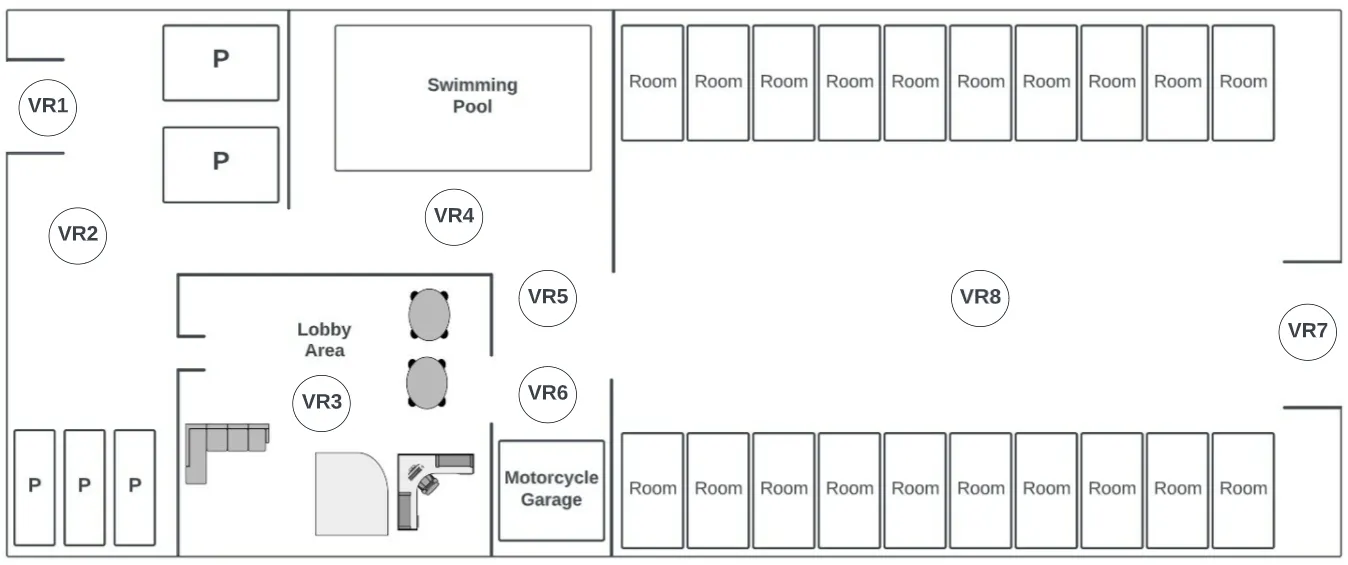 P
VR1
P
VR2
Swimming
Pool
VR4
Room Room Room Room Room Room Room Room Room Room
Lobby
Area
VR3
VR5
VR6
VR8
VR7
P P P
Motorcycle
Garage
Room Room Room Room Room Room Room Room Room Room